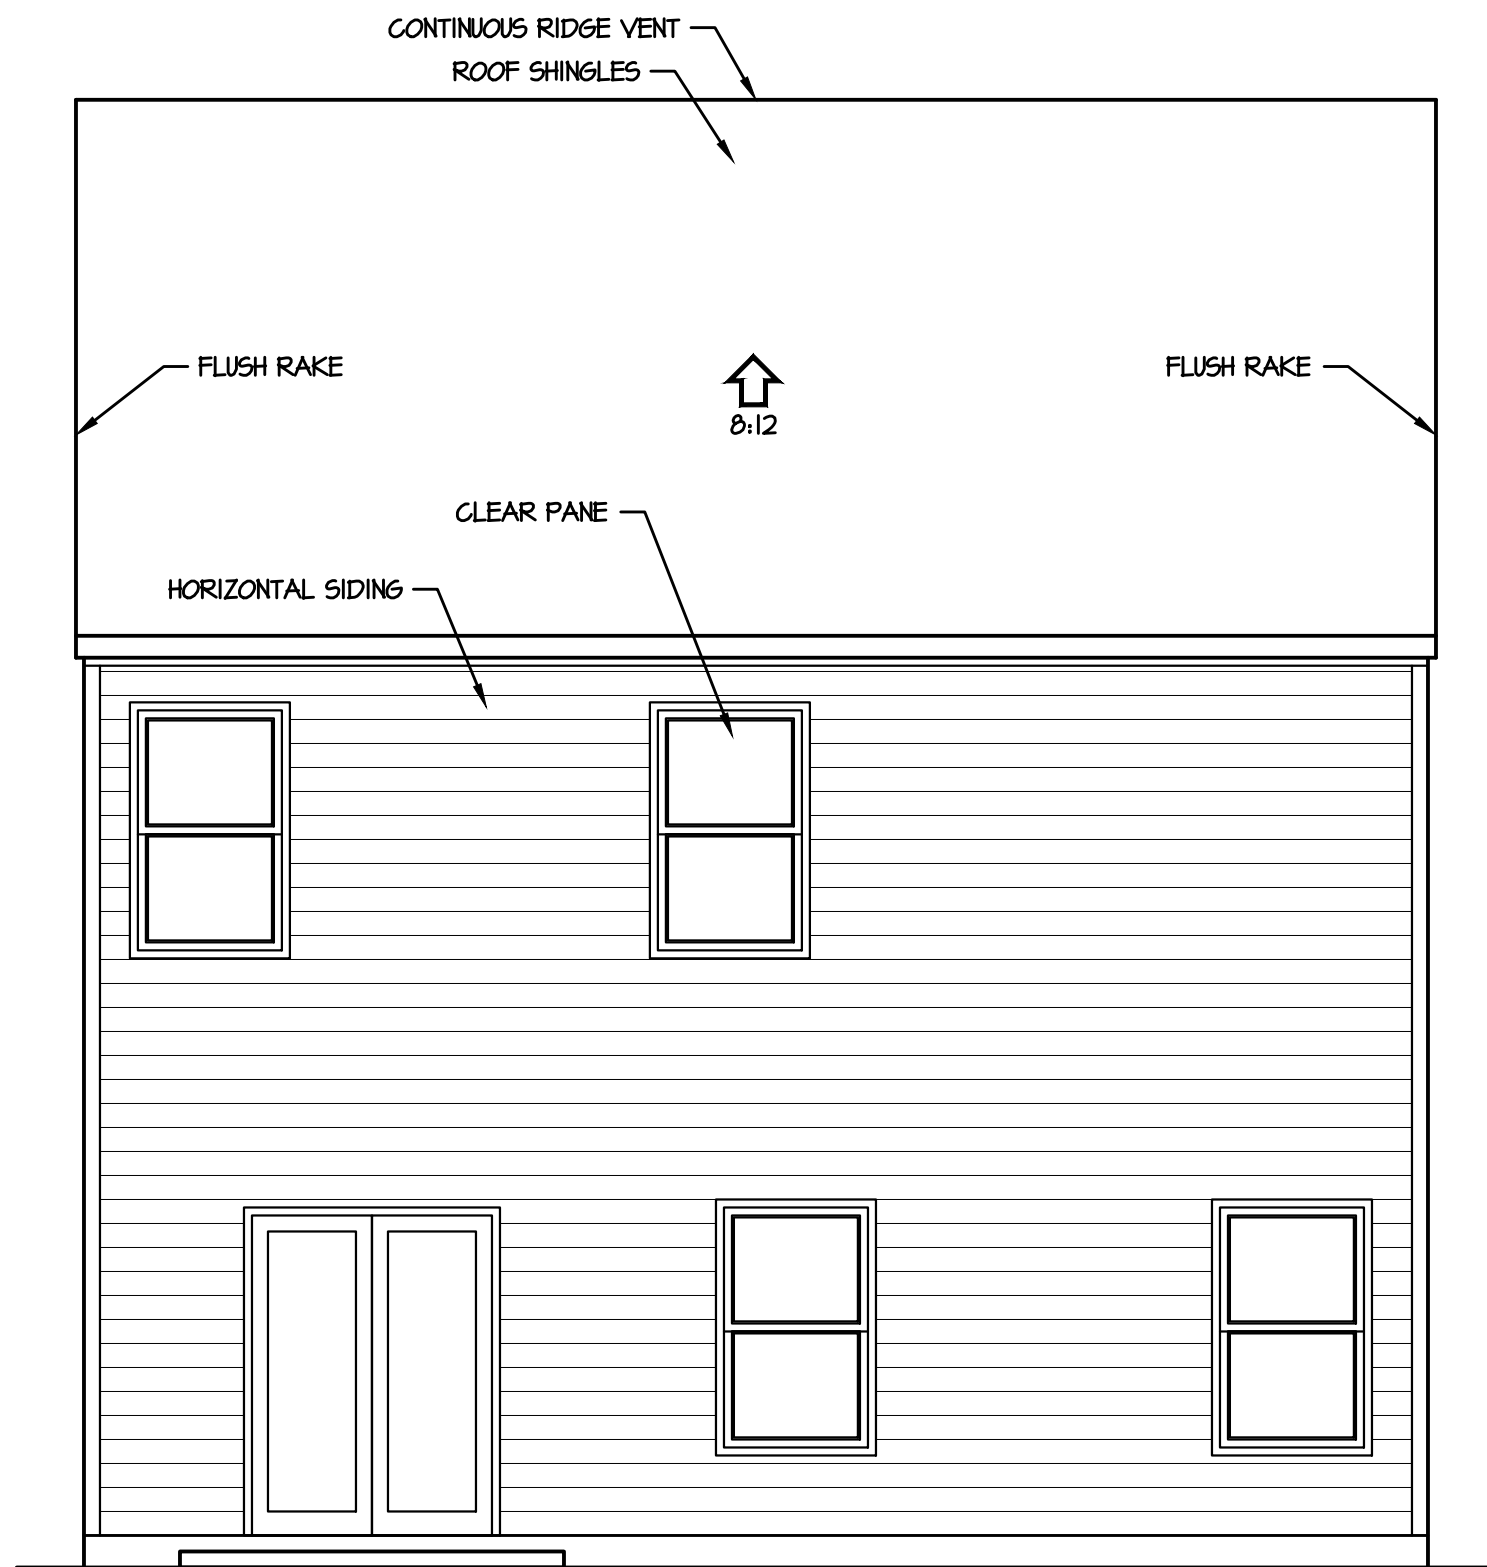 CONTINUOUS RIDGE VENT
ROOF SHINGLES
FLUSH RAKE
FLUSH RAKE
8:12
CLEAR PANE
HORIZONTAL SIDING